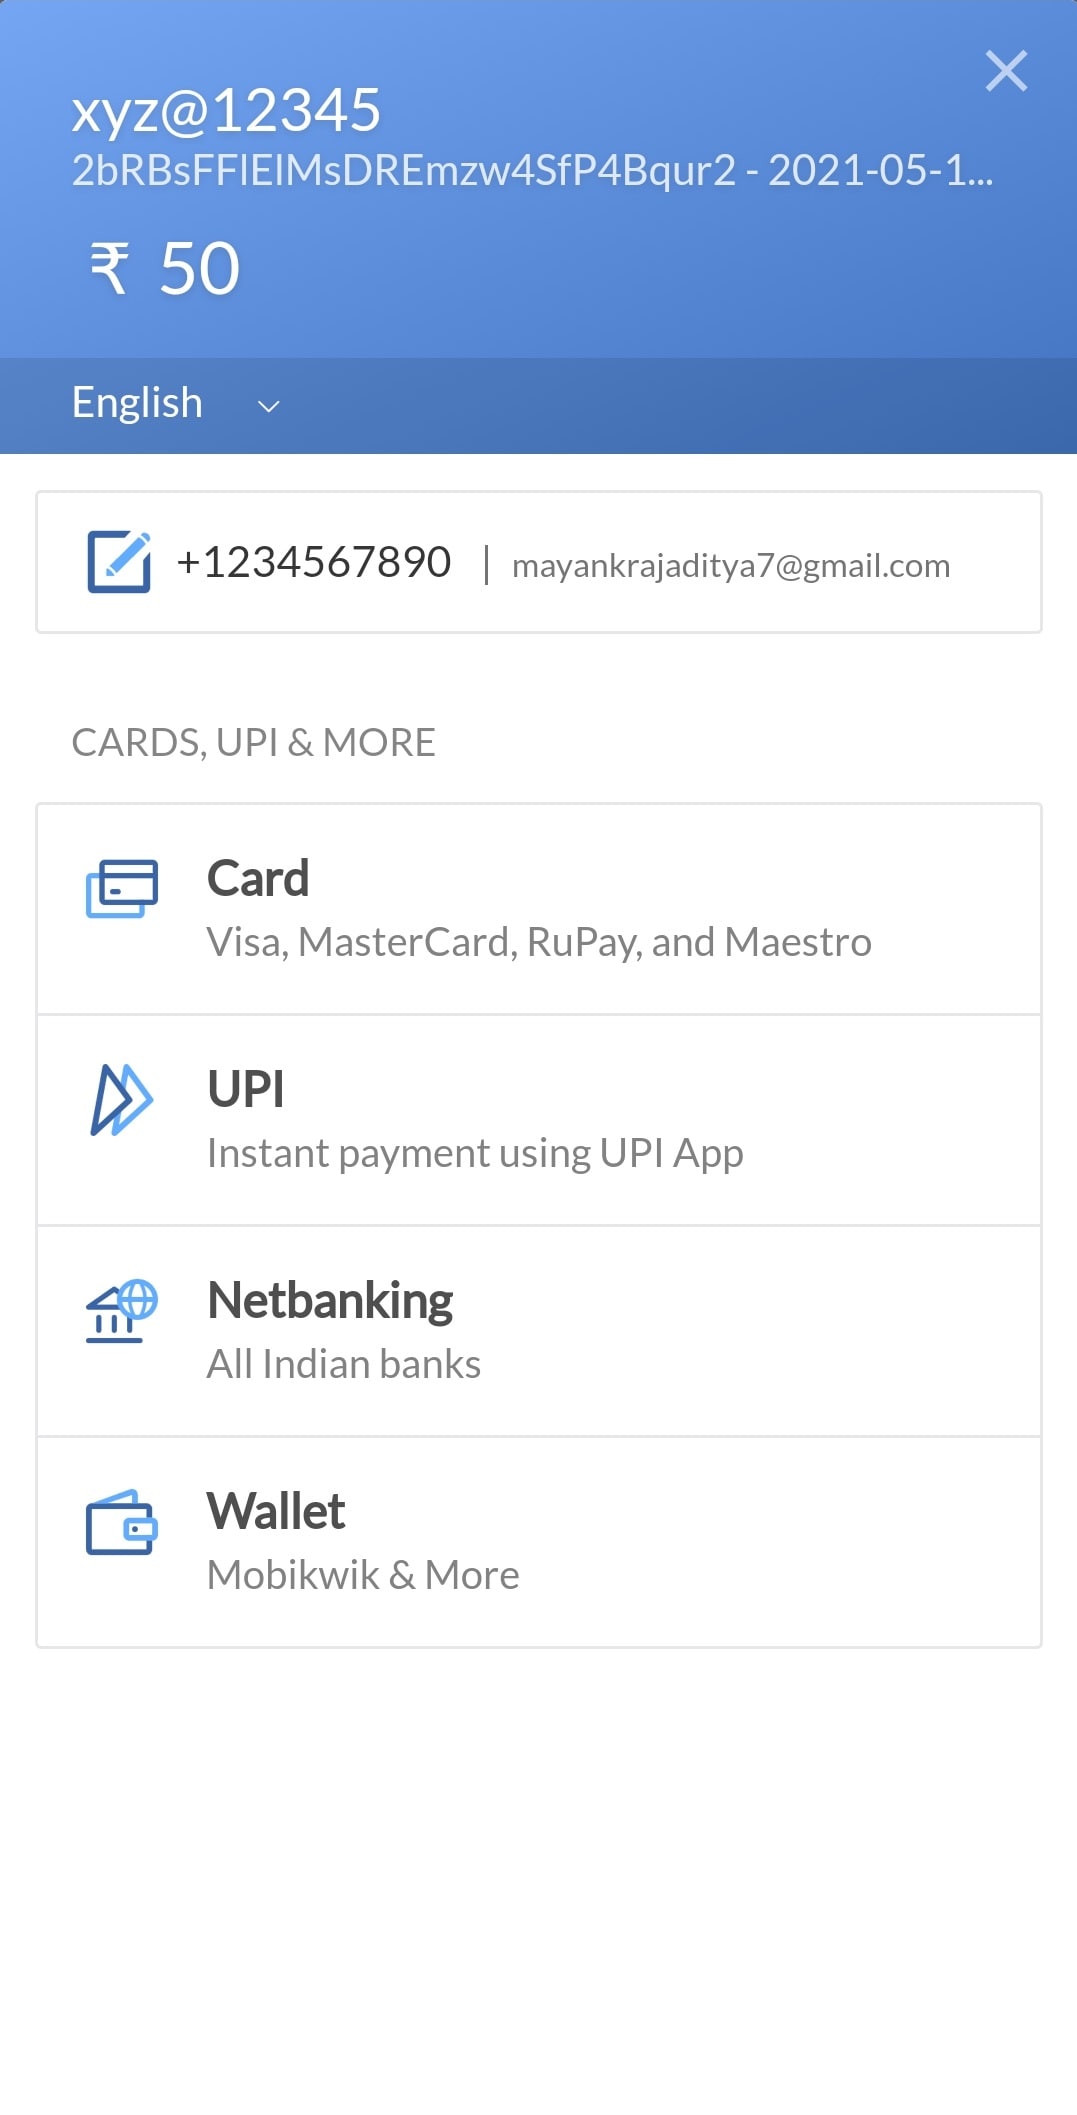 xyz@12345
2bRBsFFlElMsDREmzw4SfP4Bqur2 - 2021-05-1...
₹ 50
English
+1234567890 | mayankrajaditya7@gmail.com
CARDS, UPI & MORE
Card
Visa, MasterCard, RuPay, and Maestro
UPI
Instant payment using UPI App
Netbanking
All Indian banks
Wallet
Mobikwik & More